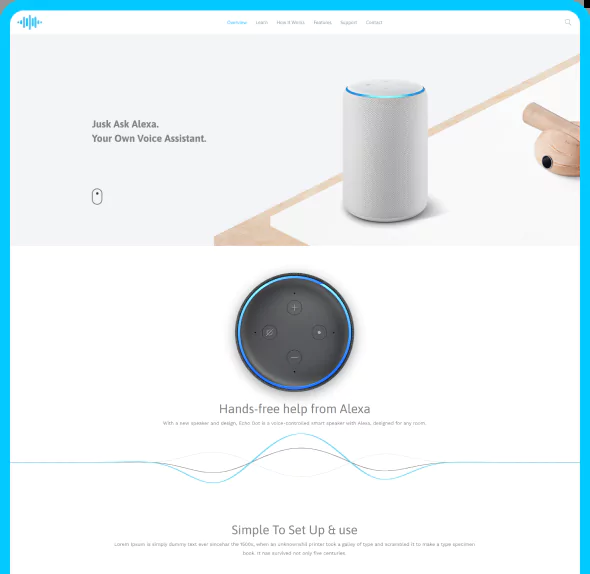 Overview Learn How It Works Features Support Contact
Jusk Ask Alexa.
Your Own Voice Assistant.
Hands-free help from Alexa
With a new speaker and design, Echo Dot is a voice-controlled smart speaker with Alexa, designed for any room.
Simple To Set Up & use
Lorem Ipsum is simply dummy text ever since the 1500s, when an unknown printer took a galley of type and scrambled it to make a type specimen
book. It has survived not only five centuries